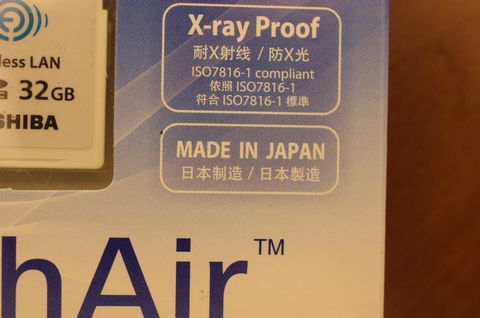 less LAN
32GB
SHIBA
X-ray Proof
耐X射线 / 防X光
ISO7816-1 compliant
依照 ISO7816-1
符合 ISO7816-1 標準
MADE IN JAPAN
日本制造 / 日本製造
hAir™